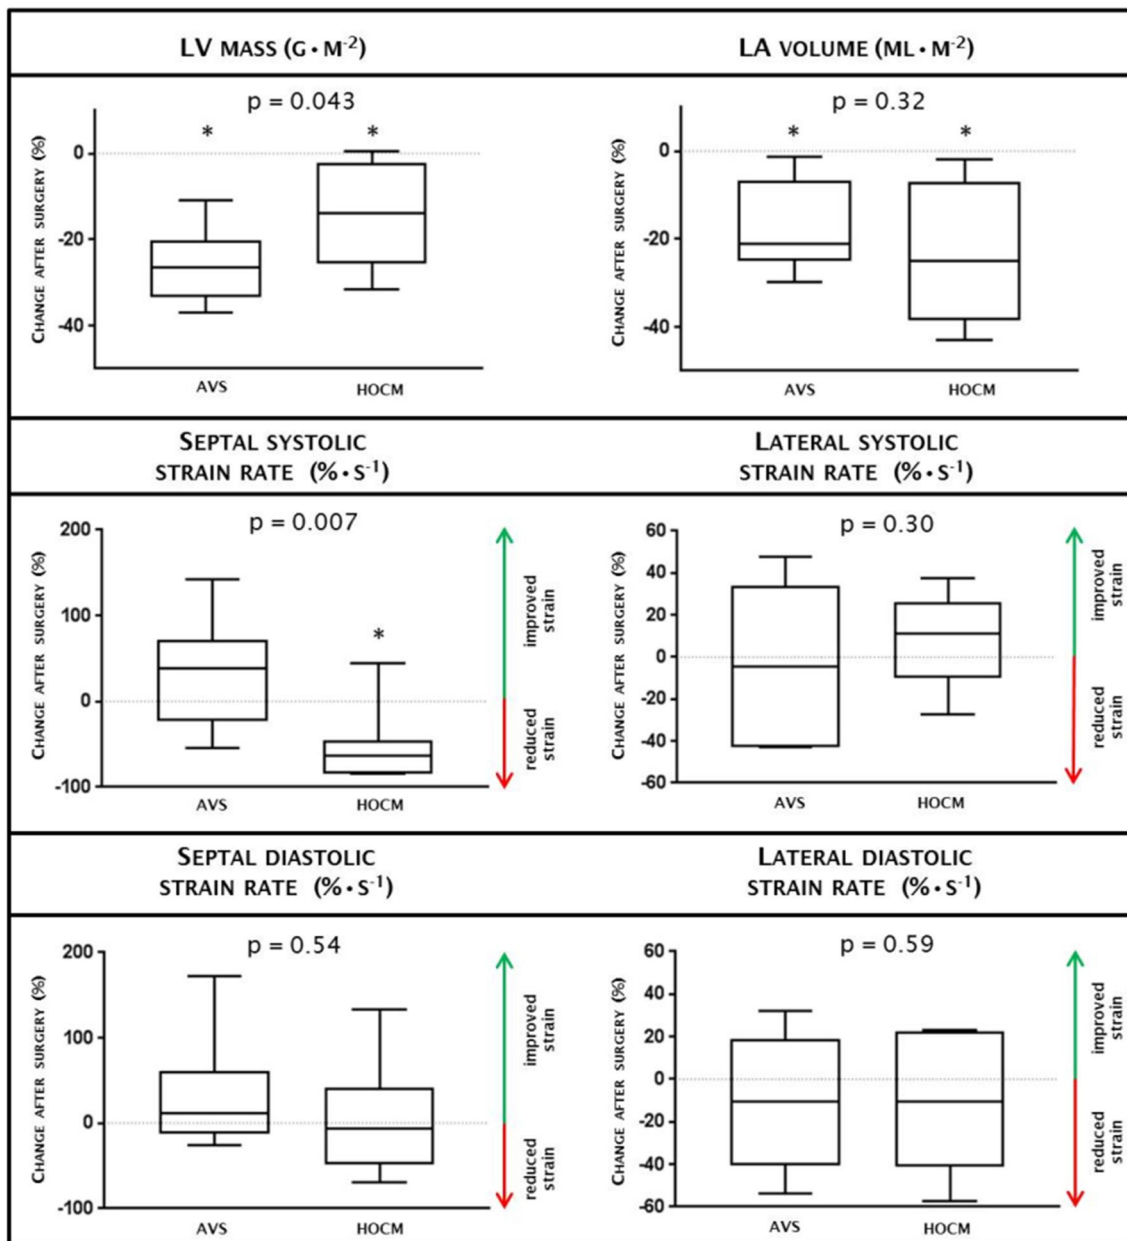 LV MASS (G•M⁻²)
LA VOLUME (ML•M⁻²)
p = 0.043
*
*
CHANGE AFTER SURGERY (%)
0
-20
-40
AVS
HOCM
p = 0.32
*
*
CHANGE AFTER SURGERY (%)
0
-20
-40
AVS
HOCM
SEPTAL SYSTOLIC
STRAIN RATE (%•S⁻¹)
LATERAL SYSTOLIC
STRAIN RATE (%•S⁻¹)
p = 0.007
*
CHANGE AFTER SURGERY (%)
200
100
0
-100
AVS
HOCM
improved
strain
reduced
strain
p = 0.30
CHANGE AFTER SURGERY (%)
60
40
20
0
-20
-40
-60
AVS
HOCM
improved
strain
reduced
strain
SEPTAL DIASTOLIC
STRAIN RATE (%•S⁻¹)
LATERAL DIASTOLIC
STRAIN RATE (%•S⁻¹)
p = 0.54
CHANGE AFTER SURGERY (%)
200
100
0
-100
AVS
HOCM
improved
strain
reduced
strain
p = 0.59
CHANGE AFTER SURGERY (%)
60
40
20
0
-20
-40
-60
AVS
HOCM
improved
strain
reduced
strain